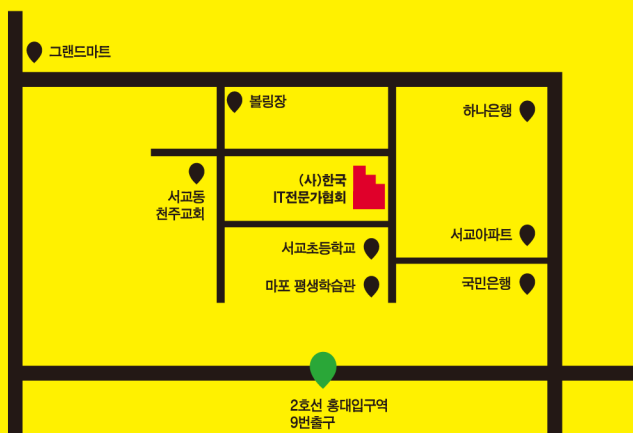 그랜드마트
볼링장
하나은행
서교동
천주교회
(사)한국
IT전문가협회
서교아파트
서교초등학교
마포 평생학습관
국민은행
2호선 홍대입구역
9번출구